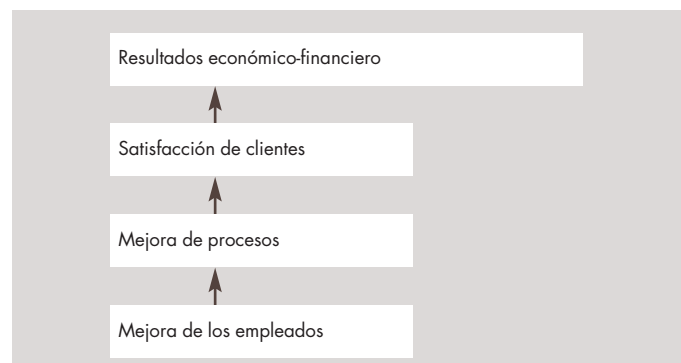 Resultados económico-financiero
Satisfacción de clientes
Mejora de procesos
Mejora de los empleados